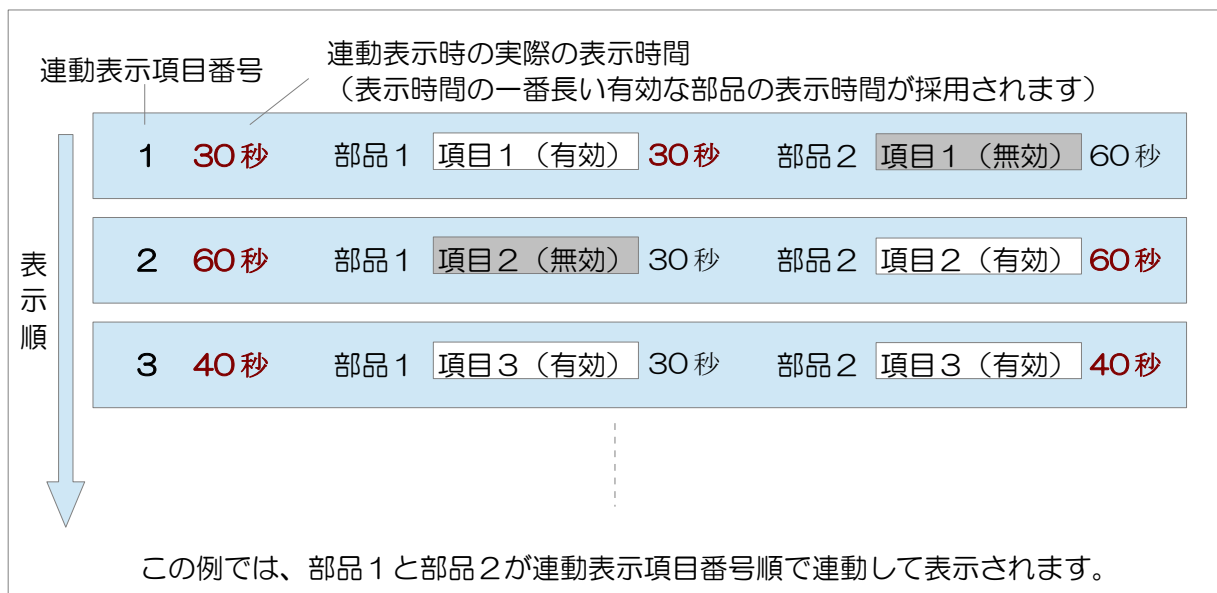 連動表示項目番号
連動表示時の実際の表示時間
（表示時間の一番長い有効な部品の表示時間が採用されます）
1 30秒 部品1 項目1（有効） 30秒 部品2 項目1（無効） 60秒
2 60秒 部品1 項目2（無効） 30秒 部品2 項目2（有効） 60秒
3 40秒 部品1 項目3（有効） 30秒 部品2 項目3（有効） 40秒
表示順
この例では、部品1と部品2が連動表示項目番号順で連動して表示されます。